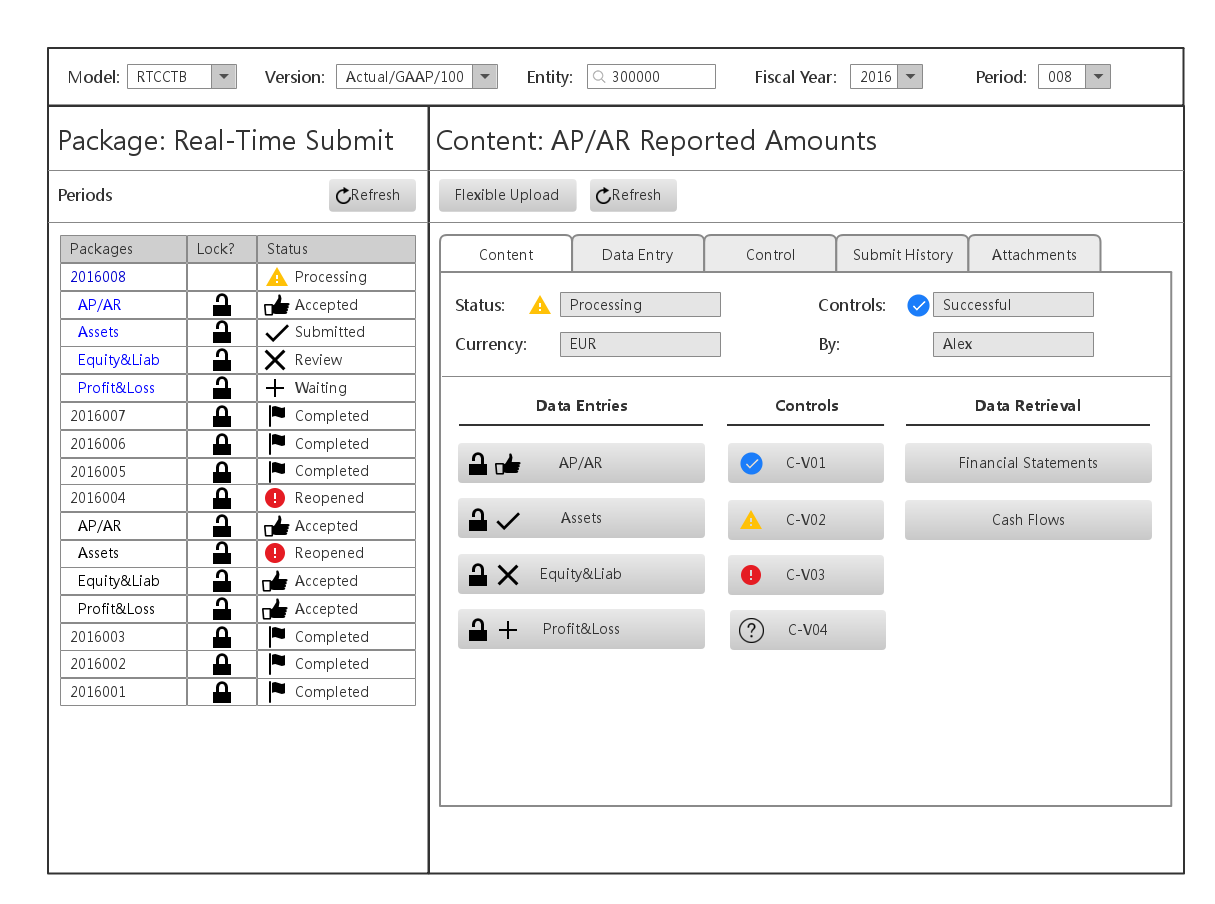 Model: RTCCTB Version: Actual/GAAP/100 Entity: 300000 Fiscal Year: 2016 Period: 008
Package: Real-Time Submit
Periods Refresh
Packages Lock? Status
2016008 Processing
AP/AR Accepted
Assets Submitted
Equity&Liab Review
Profit&Loss Waiting
2016007 Completed
2016006 Completed
2016005 Completed
2016004 Reopened
AP/AR Accepted
Assets Reopened
Equity&Liab Accepted
Profit&Loss Accepted
2016003 Completed
2016002 Completed
2016001 Completed
Content: AP/AR Reported Amounts
Flexible Upload Refresh
Content Data Entry Control Submit History Attachments
Status: Processing Controls: Successful
Currency: EUR By: Alex
Data Entries Controls Data Retrieval
AP/AR C-V01 Financial Statements
Assets C-V02 Cash Flows
Equity&Liab C-V03
Profit&Loss C-V04